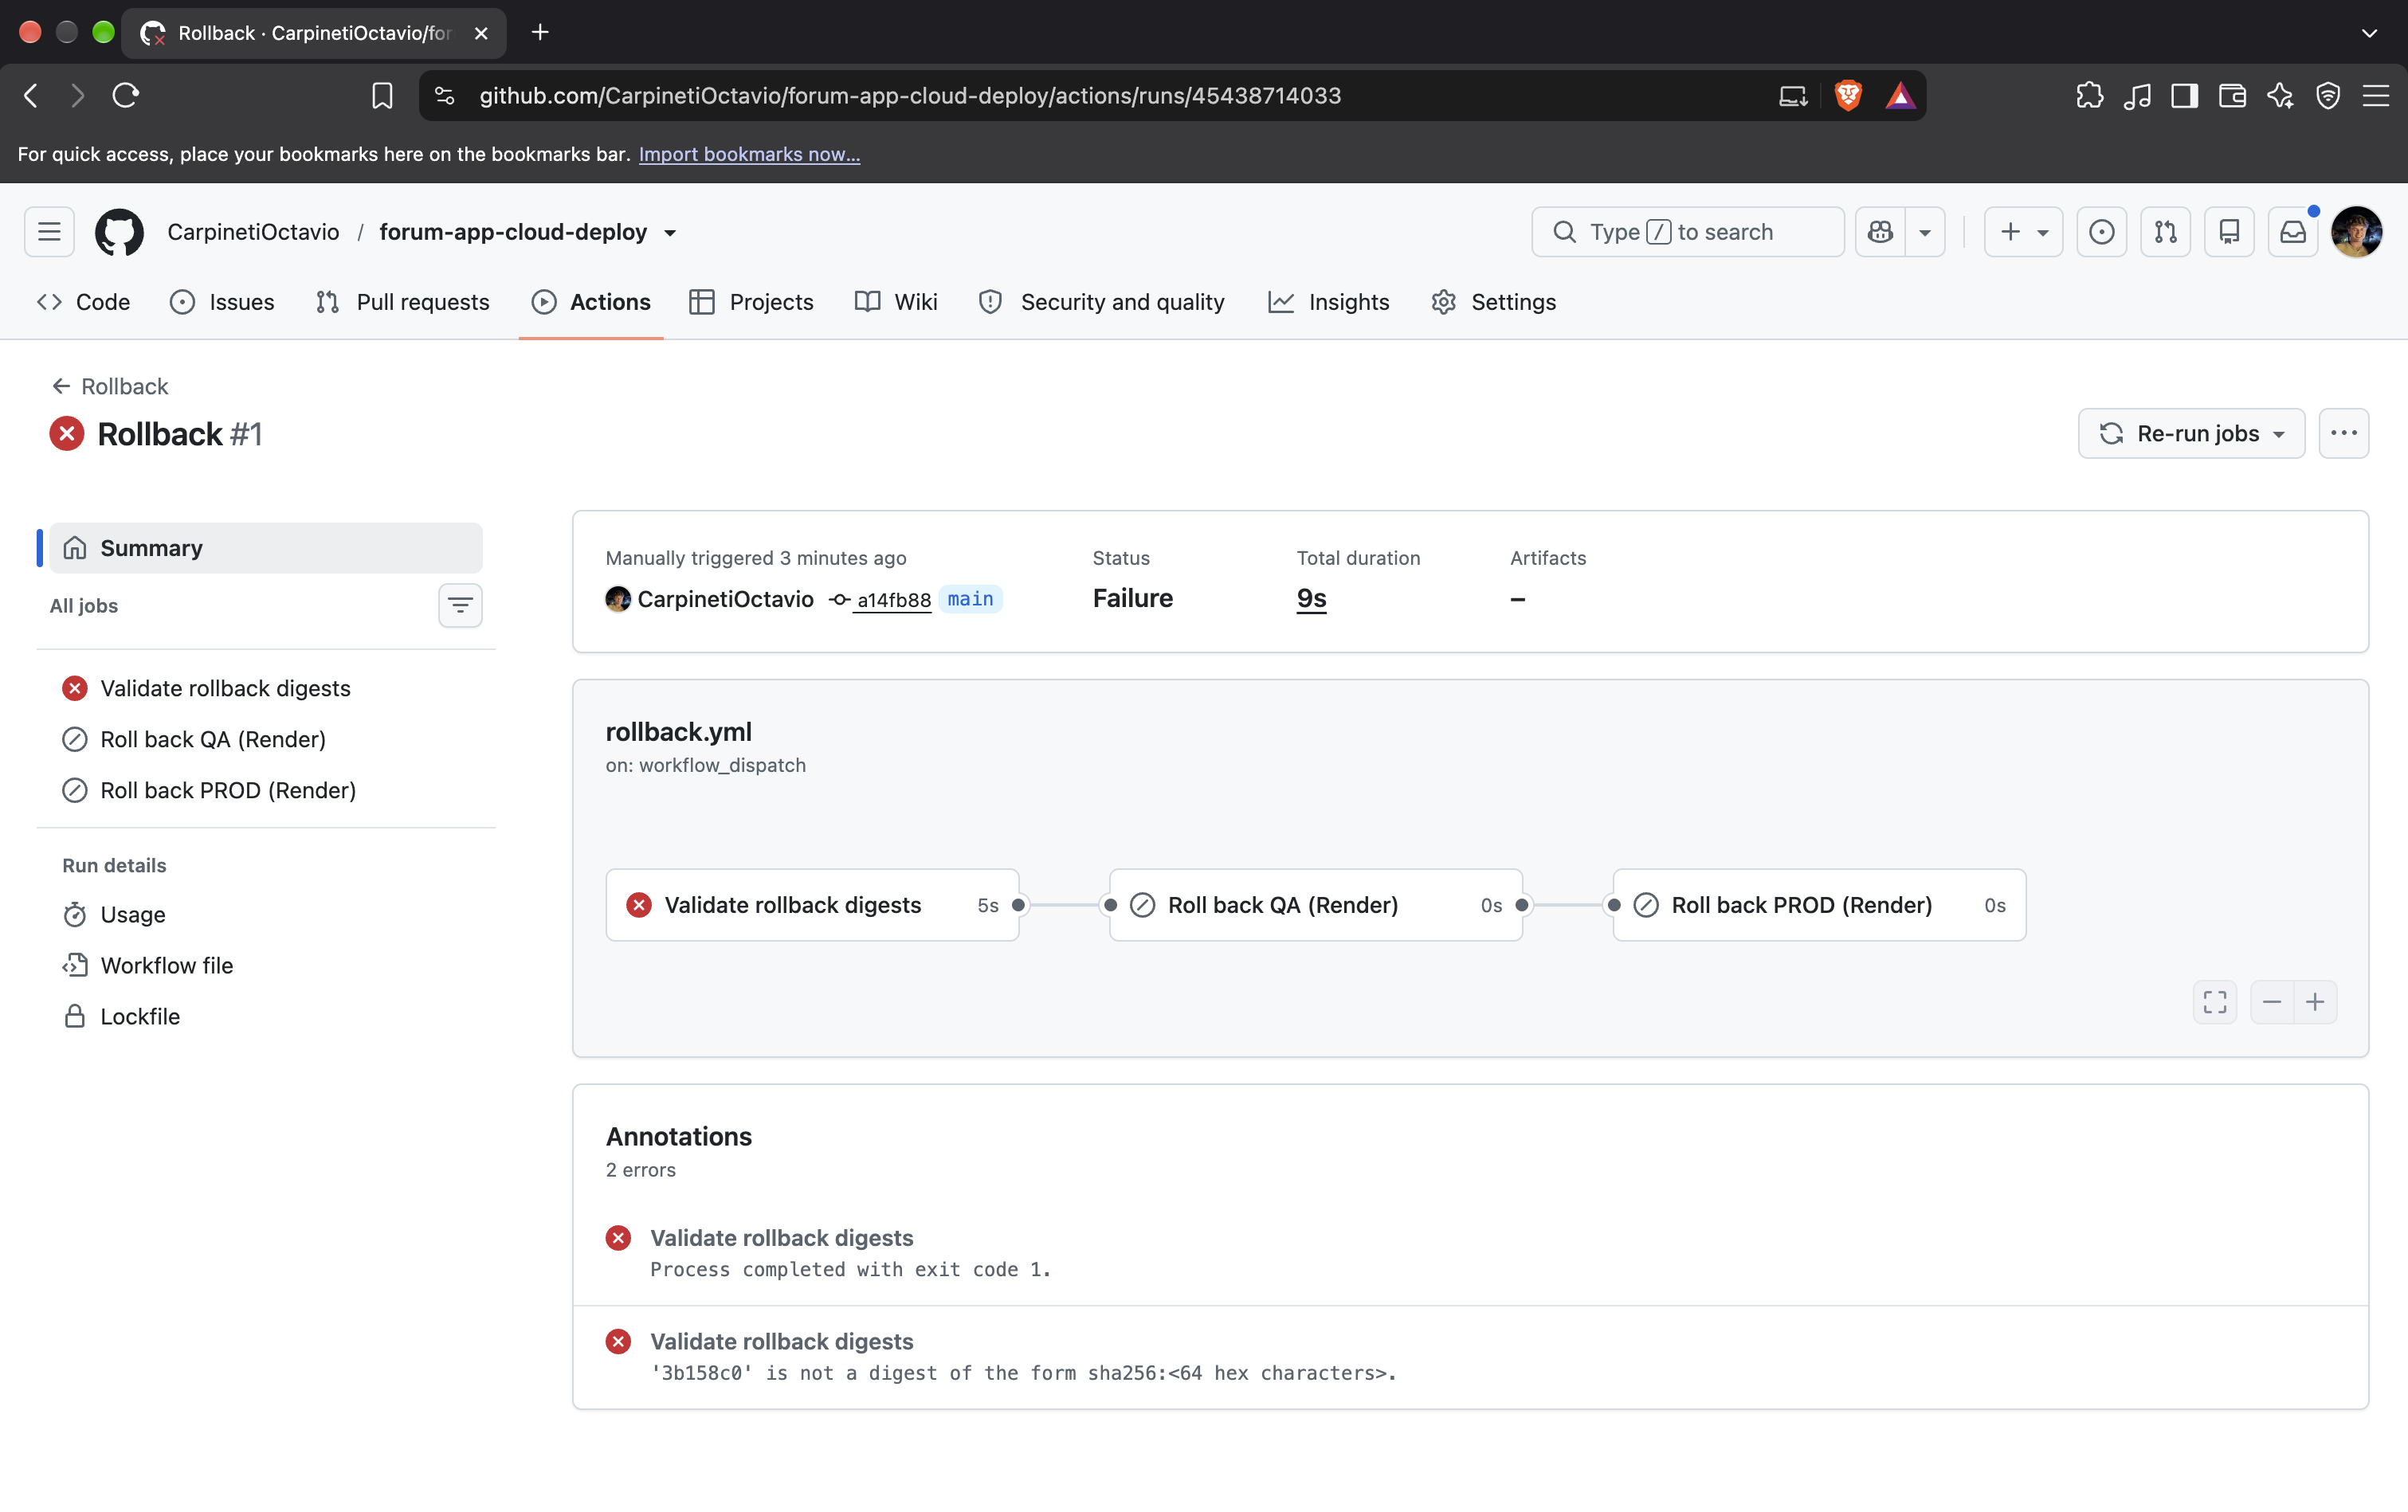 Rollback · CarpinetiOctavio/for
github.com/CarpinetiOctavio/forum-app-cloud-deploy/actions/runs/45438714033
For quick access, place your bookmarks here on the bookmarks bar. Import bookmarks now...
CarpinetiOctavio / forum-app-cloud-deploy
Type / to search
Code Issues Pull requests Actions Projects Wiki Security and quality Insights Settings
Rollback
Rollback #1
Re-run jobs
Summary
All jobs
Validate rollback digests
Roll back QA (Render)
Roll back PROD (Render)
Run details
Usage
Workflow file
Lockfile
Manually triggered 3 minutes ago
CarpinetiOctavio a14fb88 main
Status
Failure
Total duration
9s
Artifacts
–
rollback.yml
on: workflow_dispatch
Validate rollback digests 5s
Roll back QA (Render) 0s
Roll back PROD (Render) 0s
Annotations
2 errors
Validate rollback digests
Process completed with exit code 1.
Validate rollback digests
'3b158c0' is not a digest of the form sha256:<64 hex characters>.